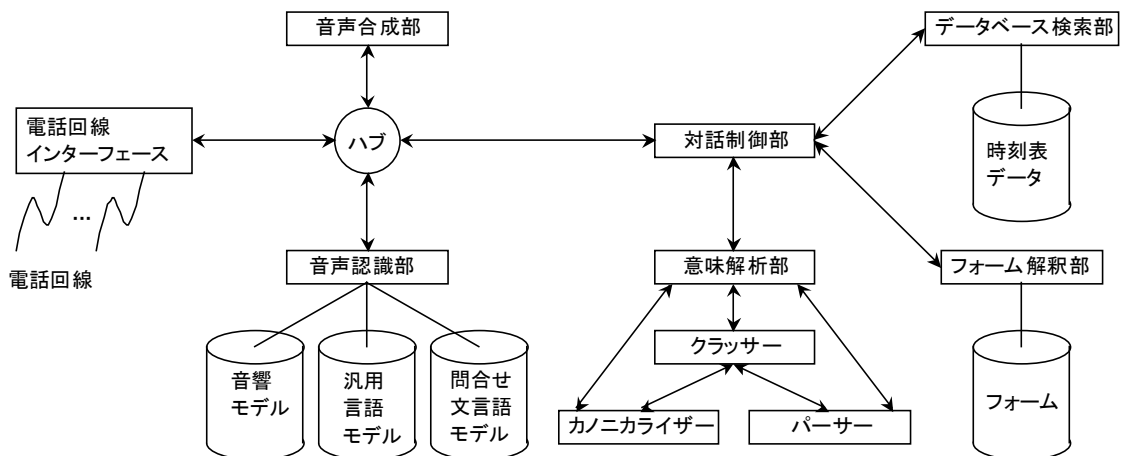 音声合成部
データベース検索部
電話回線
インターフェース
ハブ
対話制御部
時刻表
データ
...
電話回線
音声認識部
意味解析部
フォーム解釈部
クラッサー
音響
モデル
汎用
言語
モデル
問合せ
文言語
モデル
カノニカライザー
パーサー
フォーム